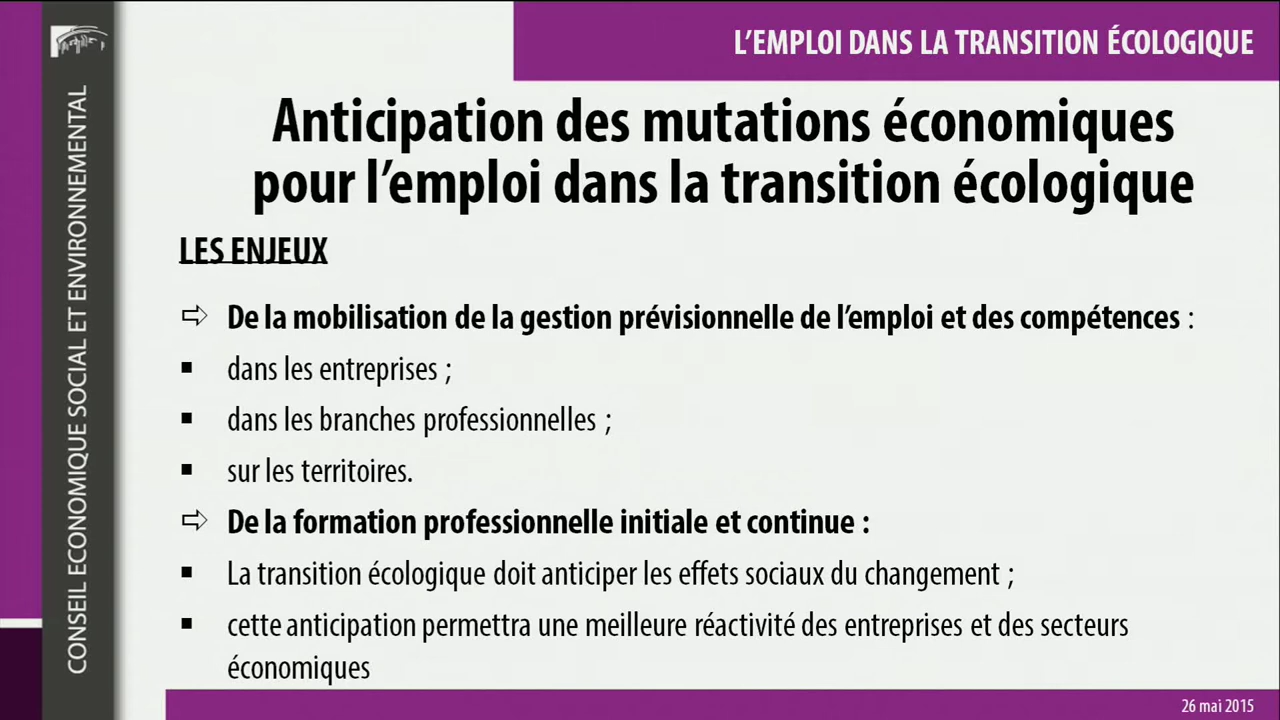 L'EMPLOI DANS LA TRANSITION ÉCOLOGIQUE
CONSEIL ECONOMIQUE SOCIAL ET ENVIRONNEMENTAL
Anticipation des mutations économiques
pour l'emploi dans la transition écologique
LES ENJEUX
⇨ De la mobilisation de la gestion prévisionnelle de l'emploi et des compétences :
▪ dans les entreprises ;
▪ dans les branches professionnelles ;
▪ sur les territoires.
⇨ De la formation professionnelle initiale et continue :
▪ La transition écologique doit anticiper les effets sociaux du changement ;
▪ cette anticipation permettra une meilleure réactivité des entreprises et des secteurs
économiques
26 mai 2015